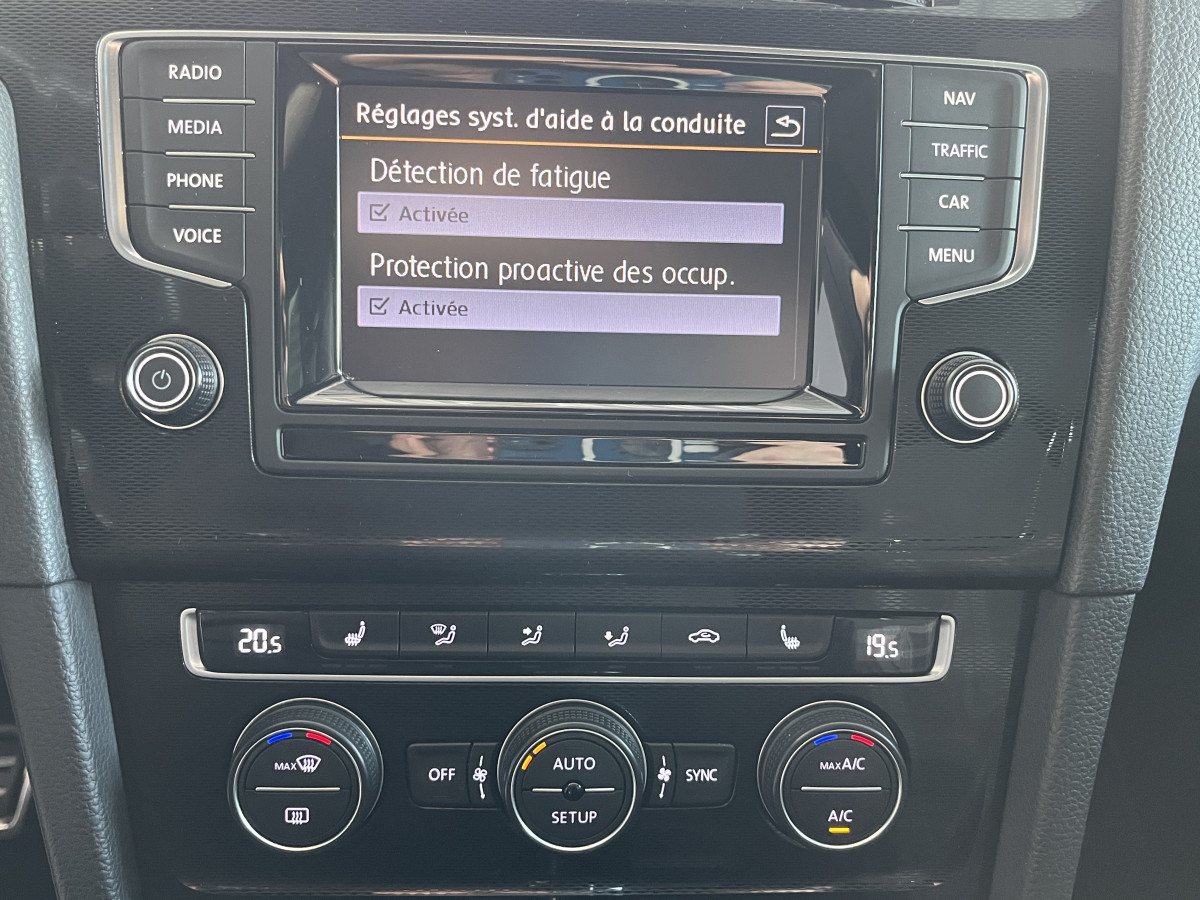 RADIO
MEDIA
PHONE
VOICE
Réglages syst. d'aide à la conduite
Détection de fatigue
Activée
Protection proactive des occup.
Activée
NAV
TRAFFIC
CAR
MENU
20.5
19.5
MAX
OFF
AUTO
SETUP
SYNC
MAX A/C
A/C